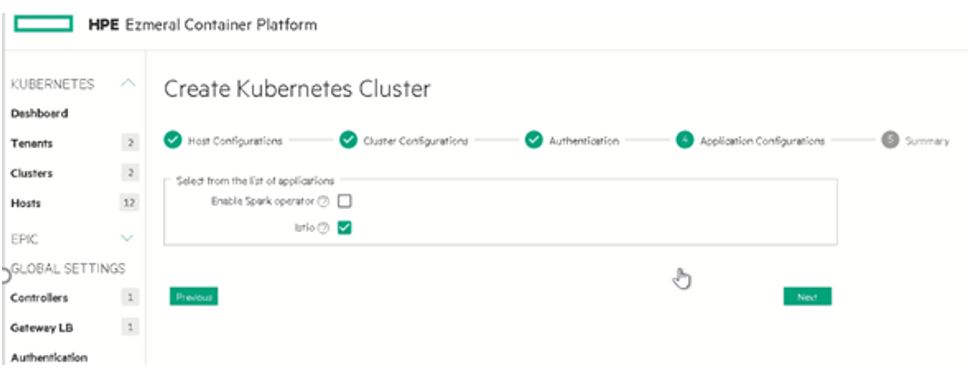 HPE Ezmeral Container Platform
KUBERNETES
Dashboard
Tenents 2
Clusters 2
Hosts 12
EPIC
GLOBAL SETTINGS
Controllers 1
Gateway LB 1
Authentication
Create Kubernetes Cluster
Host Configurations
Cluster Configurations
Authentication
4 Application Configurations
5 Summary
Select from the list of applications
Enable Spark operator ?
Istio ?
Previous
Next